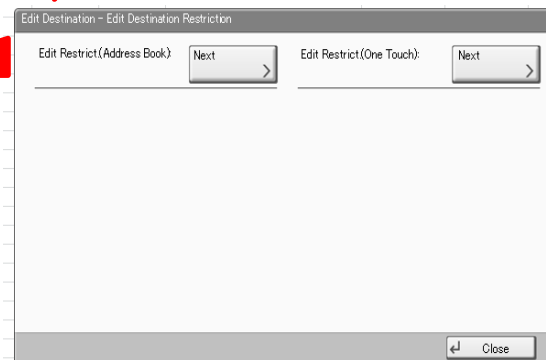 Edit Destination - Edit Destination Restriction
Edit Restrict.(Address Book): Next Edit Restrict.(One Touch): Next
Close